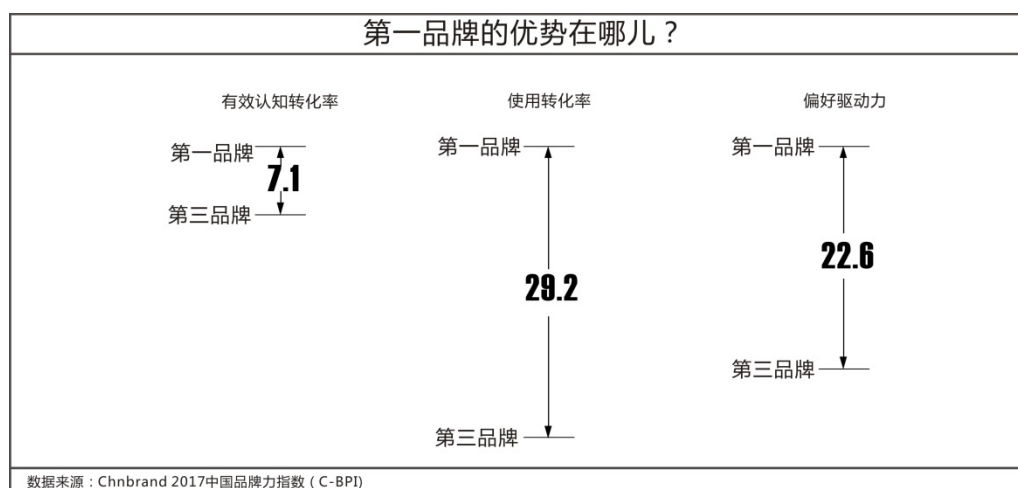 第一品牌的优势在哪儿？
有效认知转化率
使用转化率
偏好驱动力
第一品牌
7.1
第三品牌
第一品牌
29.2
第三品牌
第一品牌
22.6
第三品牌
数据来源：Chnbrand 2017中国品牌力指数（C-BPI)